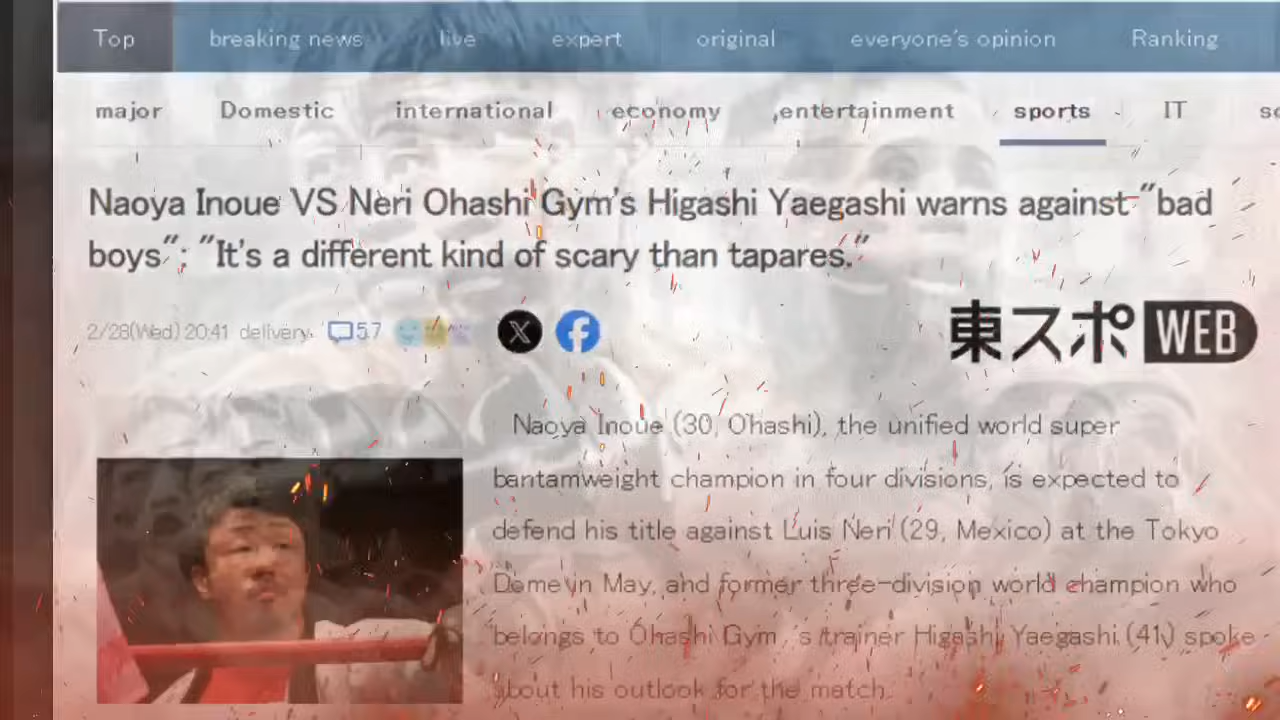 Top breaking news live expert original everyone's opinion Ranking
major Domestic international economy entertainment sports IT
Naoya Inoue VS Neri Ohashi Gym's Higashi Yaegashi warns against "bad
boys": "It's a different kind of scary than tapares."
2/28(Wed) 20:41 delivery 57
東スポ WEB
Naoya Inoue (30, Ohashi), the unified world super
bantamweight champion in four divisions, is expected to
defend his title against Luis Neri (29, Mexico) at the Tokyo
Dome in May, and former three-division world champion who
belongs to Ohashi Gym 's trainer Higashi Yaegashi (41) spoke
about his outlook for the match.